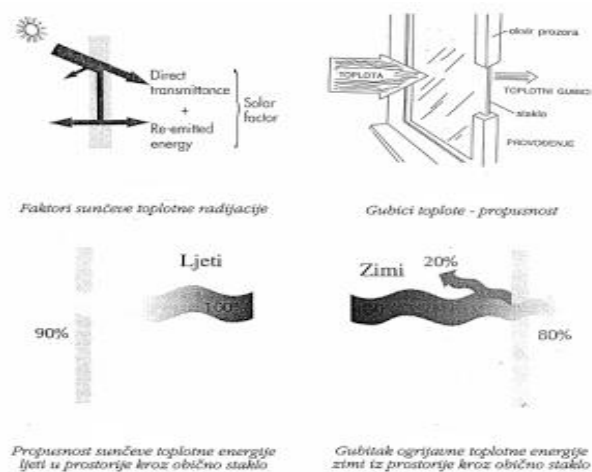 Direct
transmittance
+
Re-emitted
energy
Solar
factor
Faktori sunčeve toplotne radijacije
okvir prozora
TOPLOTA
TOPLOTNI GUBICI
staklo
PROVOĐENJE
Gubici toplote - propusnost
Ljeti
100%
90%
Propusnost sunčeve toplotne energije
ljeti u prostorije kroz obično staklo
Zimi
20%
80%
Gubitak ogrijavne toplotne energije
zimi iz prostorije kroz obično staklo